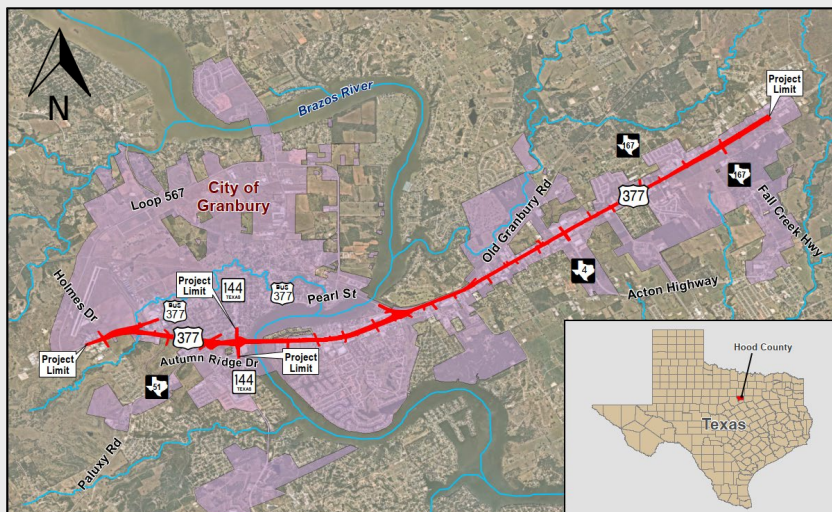 N
Brazos River
Project
Limit
167
City of
Granbury
Loop 567
377
167
Old Granbury Rd
Fall Creek Hwy
4
Acton Highway
Holmes Dr
Project
Limit
144
TEXAS
BUS
377
Pearl St
BUS
377
377
Project
Limit
Autumn Ridge Dr
Project
Limit
51
144
TEXAS
Paluxy Rd
Hood County
Texas